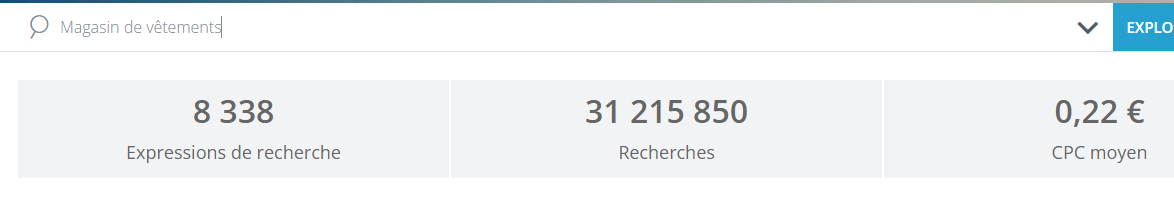 Magasin de vêtements
EXPLO
8 338
Expressions de recherche
31 215 850
Recherches
0,22 €
CPC moyen